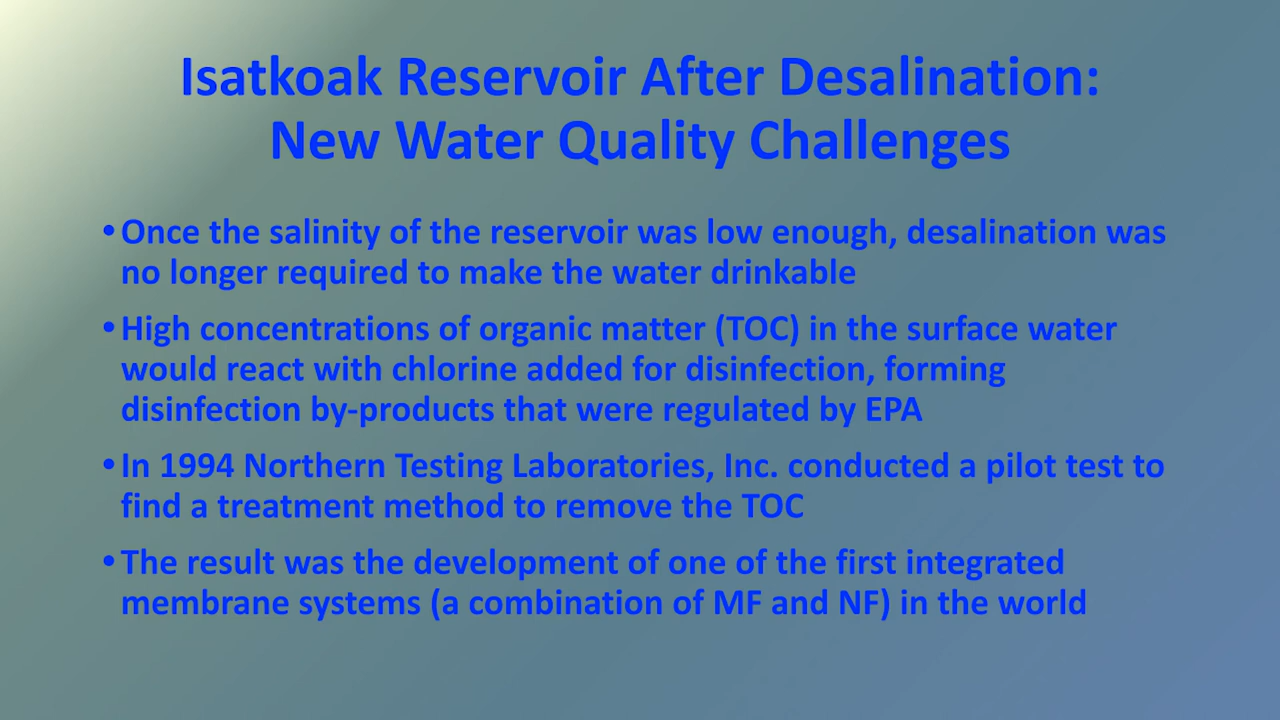 Isatkoak Reservoir After Desalination:
New Water Quality Challenges
•Once the salinity of the reservoir was low enough, desalination was
no longer required to make the water drinkable
•High concentrations of organic matter (TOC) in the surface water
would react with chlorine added for disinfection, forming
disinfection by-products that were regulated by EPA
•In 1994 Northern Testing Laboratories, Inc. conducted a pilot test to
find a treatment method to remove the TOC
•The result was the development of one of the first integrated
membrane systems (a combination of MF and NF) in the world